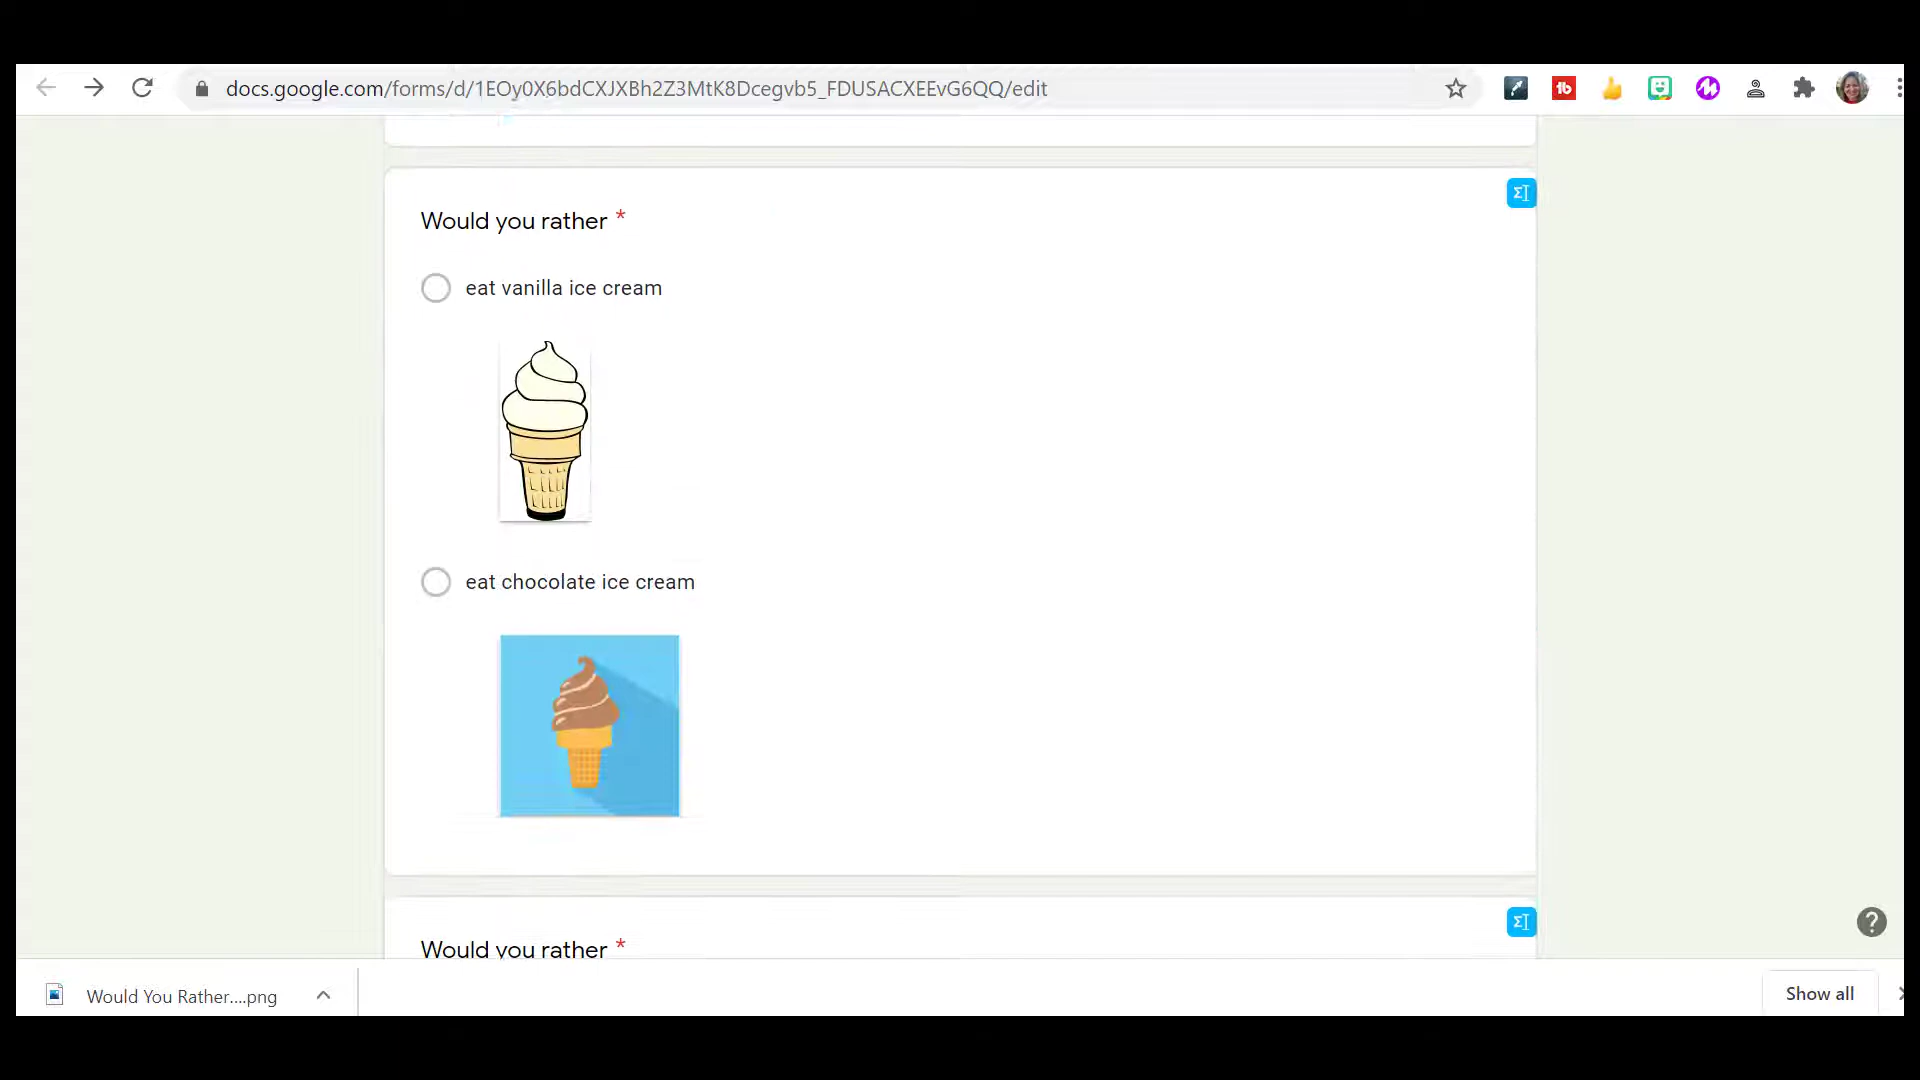 docs.google.com/forms/d/1EOy0X6bdCXJXBh2Z3MtK8Dcegvb5_FDUSACXEEvG6QQ/edit
Would you rather *
eat vanilla ice cream
eat chocolate ice cream
Would you rather *
Would You Rather....png
Show all